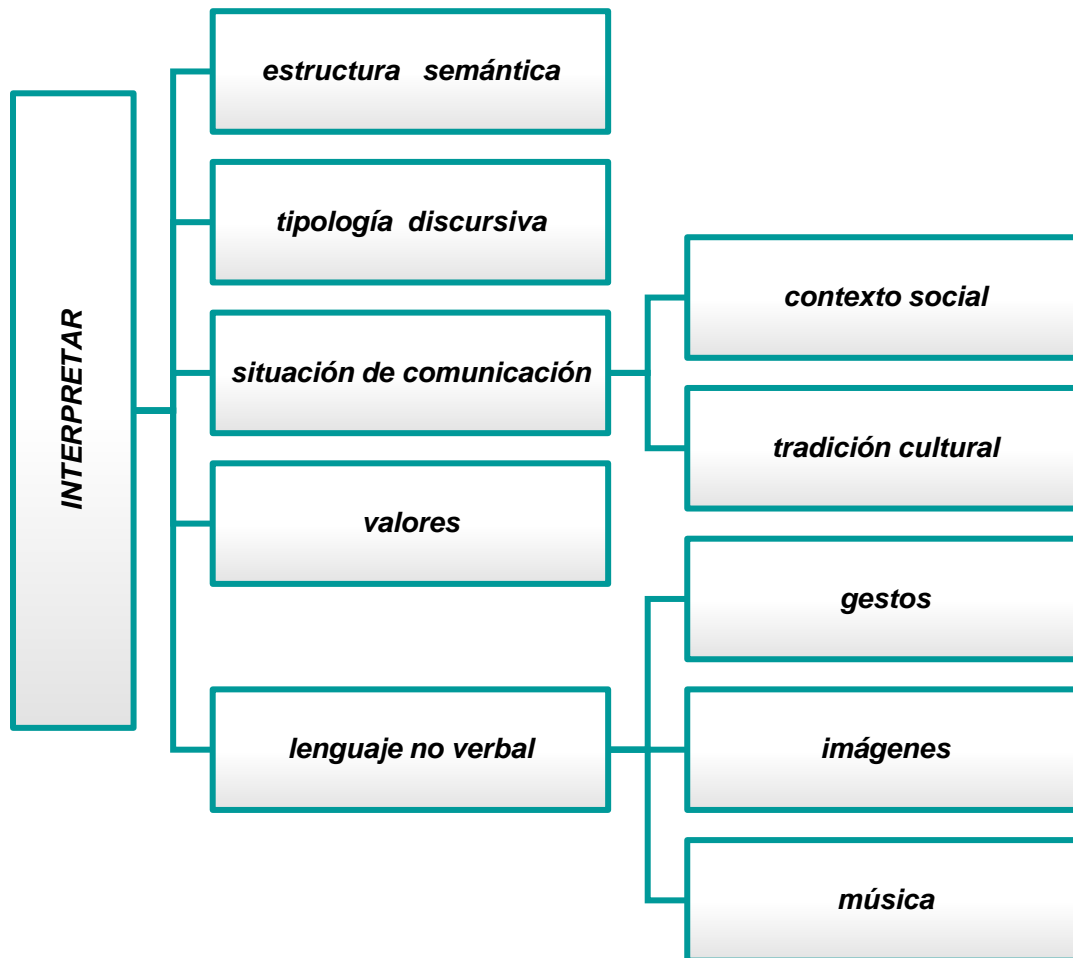 INTERPRETAR
estructura semántica
tipología discursiva
situación de comunicación
contexto social
tradición cultural
valores
lenguaje no verbal
gestos
imágenes
música